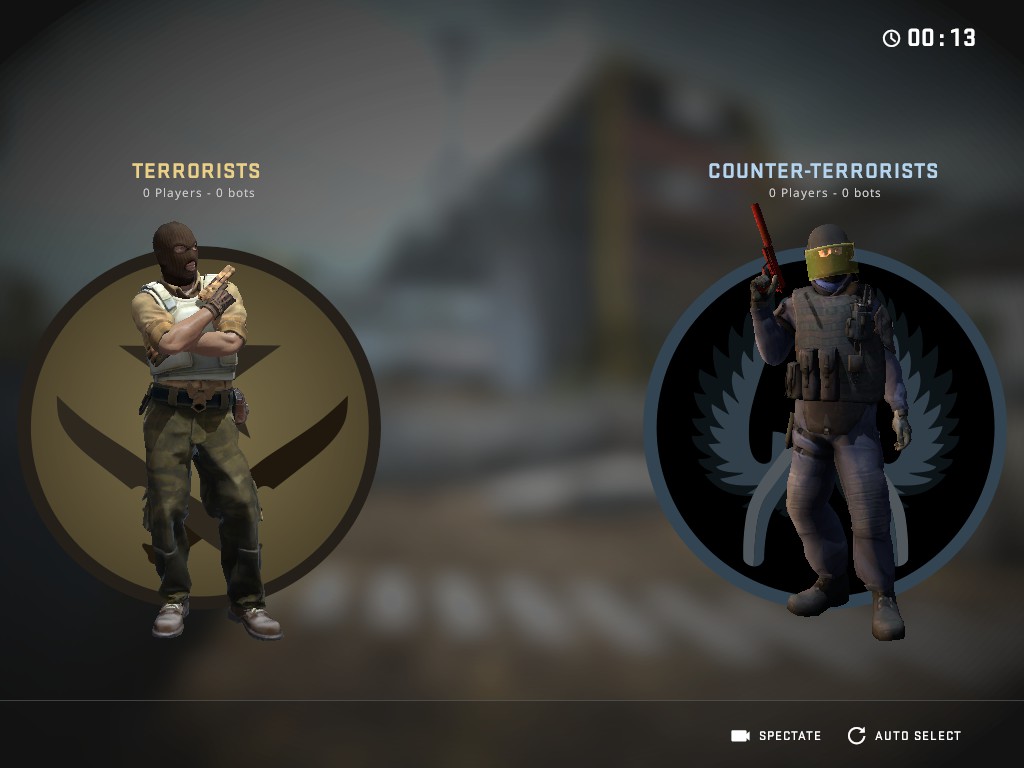 00:13
TERRORISTS
0 Players - 0 bots
COUNTER-TERRORISTS
0 Players - 0 bots
SPECTATE
AUTO SELECT